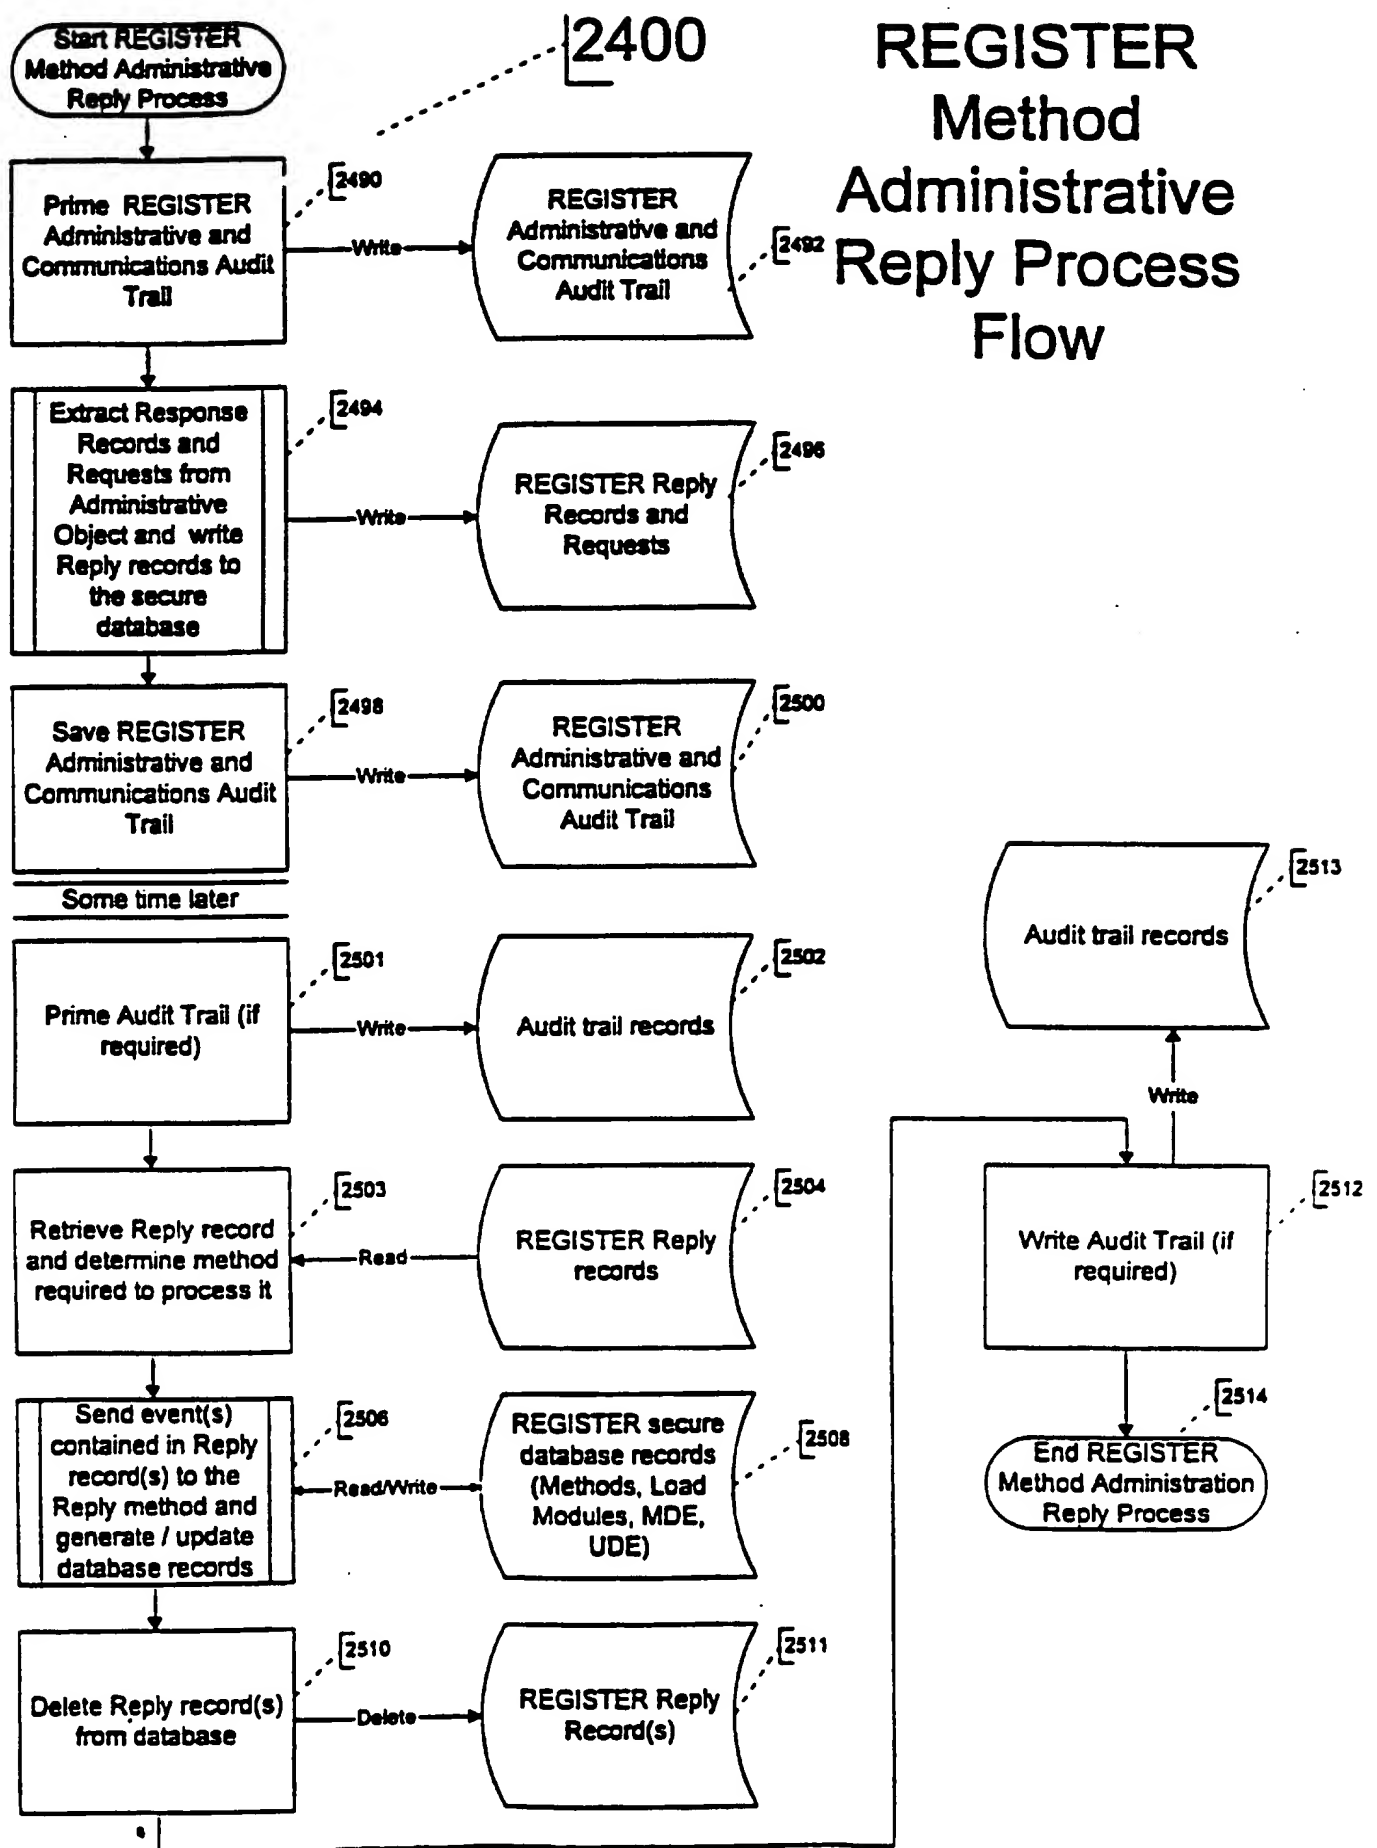 Start REGISTER
Method Administrative
Reply Process
2400
REGISTER
Method
Administrative
Reply Process
Flow
Prime REGISTER
Administrative and
Communications Audit
Trail
2490
Write
REGISTER
Administrative and
Communications
Audit Trail
2492
Extract Response
Records and
Requests from
Administrative
Object and write
Reply records to
the secure
database
2494
Write
REGISTER Reply
Records and
Requests
2496
Save REGISTER
Administrative and
Communications Audit
Trail
2498
Write
REGISTER
Administrative and
Communications
Audit Trail
2500
Some time later
Prime Audit Trail (if
required)
2501
Write
Audit trail records
2502
Retrieve Reply record
and determine method
required to process it
2503
Read
REGISTER Reply
records
2504
Send event(s)
contained in Reply
record(s) to the
Reply method and
generate / update
database records
2506
Read/Write
REGISTER secure
database records
(Methods, Load
Modules, MDE,
UDE)
2508
Delete Reply record(s)
from database
2510
Delete
REGISTER Reply
Record(s)
2511
Audit trail records
2513
Write
Write Audit Trail (if
required)
2512
2514
End REGISTER
Method Administration
Reply Process